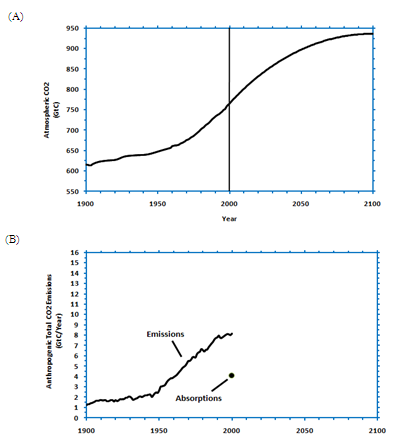 (A)
950
900
850
800
750
700
650
600
550
Atmospheric CO2
(GtC)
1900 1950 2000 2050 2100
Year
(B)
16
15
14
13
12
11
10
9
8
7
6
5
4
3
2
1
0
Anthropogenic Total CO2 Emissions
(GtC/Year)
Emissions
Absorptions
1900 1950 2000 2100